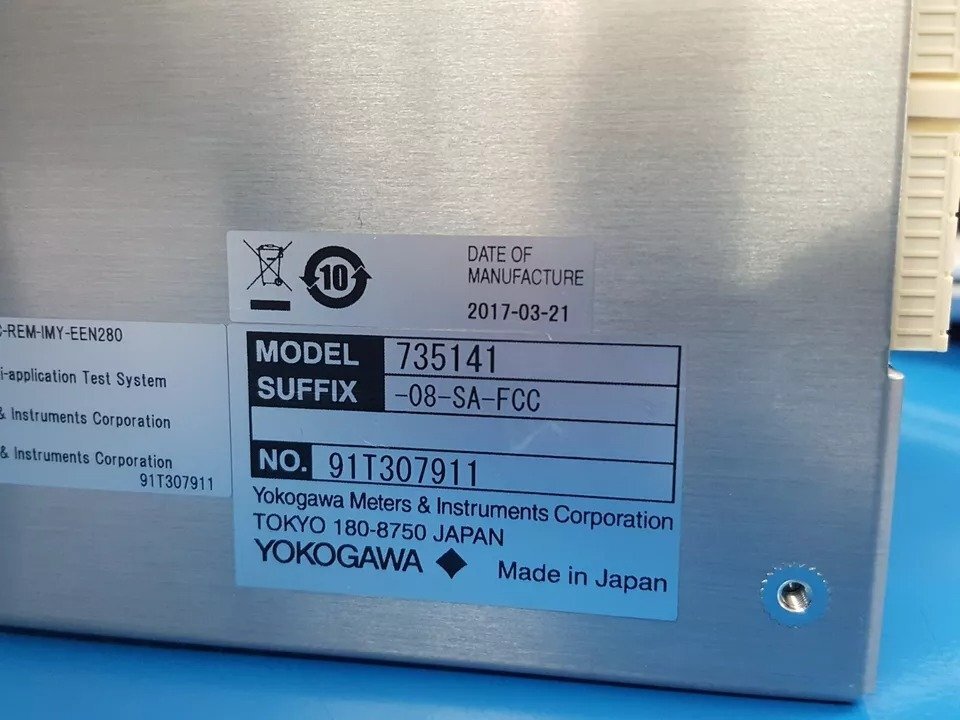 10
DATE OF
MANUFACTURE
2017-03-21
-REM-IMY-EEN280
i-application Test System
& Instruments Corporation
& Instruments Corporation
91T307911
MODEL 735141
SUFFIX -08-SA-FCC
NO. 91T307911
Yokogawa Meters & Instruments Corporation
TOKYO 180-8750 JAPAN
YOKOGAWA
Made in Japan